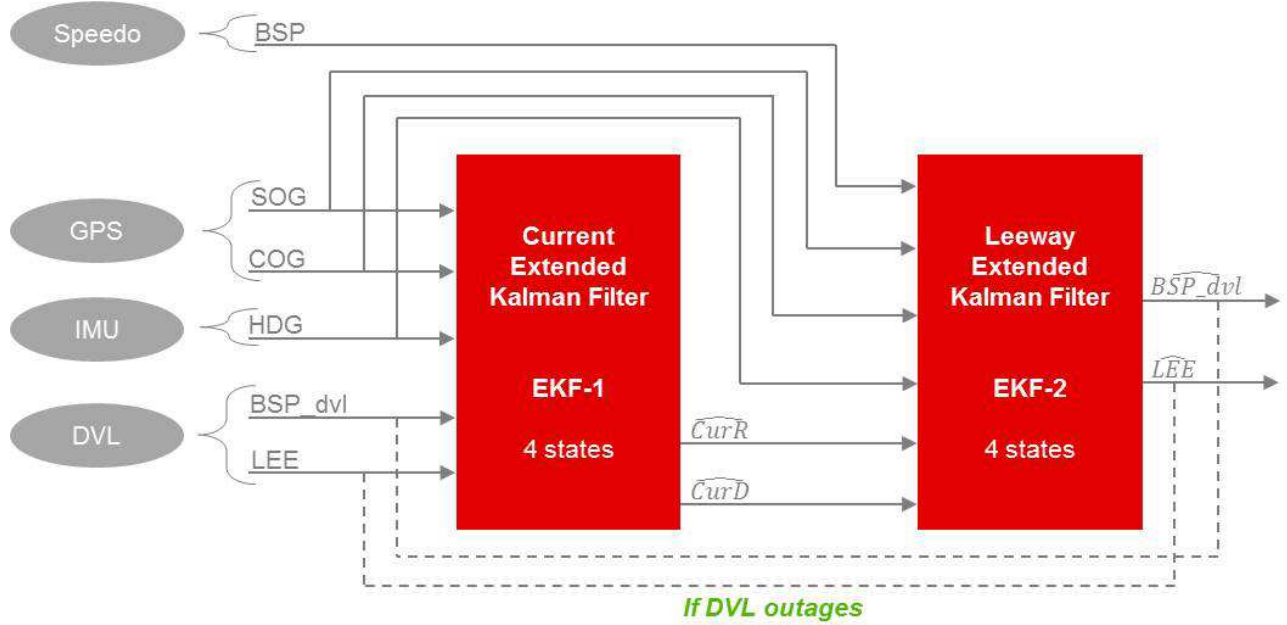 Speedo
BSP
GPS
SOG
COG
IMU
HDG
DVL
BSP_dvl
LEE
Current
Extended
Kalman Filter
EKF-1
4 states
CurR
CurD
Leeway
Extended
Kalman Filter
EKF-2
4 states
BSP_dvl
LEE
If DVL outages